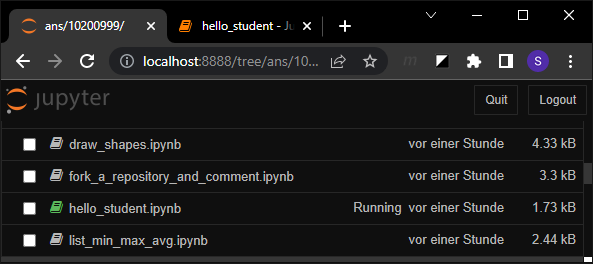 ans/10200999/
hello_student - Ju
localhost:8888/tree/ans/10...
S
jupyter
Quit
Logout
draw_shapes.ipynb vor einer Stunde 4.33 kB
fork_a_repository_and_comment.ipynb vor einer Stunde 3.3 kB
hello_student.ipynb Running vor einer Stunde 1.73 kB
list_min_max_avg.ipynb vor einer Stunde 2.44 kB